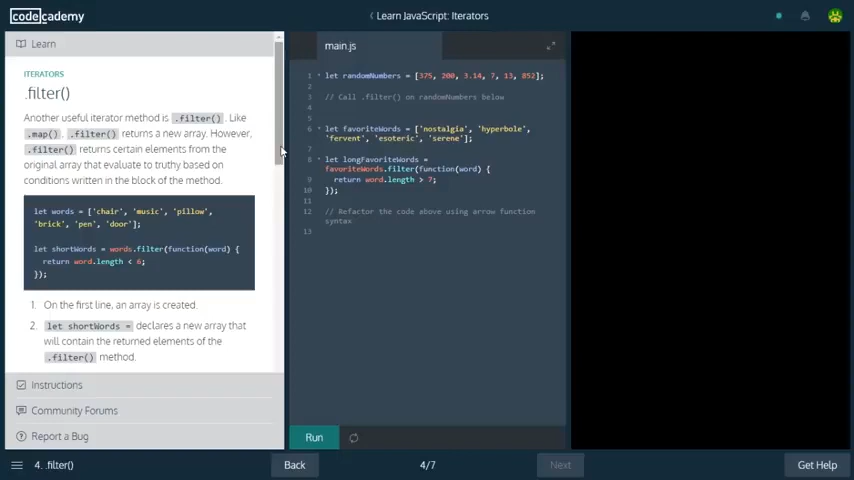 codecademy
Learn JavaScript: Iterators
Learn
ITERATORS
.filter()
Another useful iterator method is .filter(). Like
.map(), .filter() returns a new array. However,
.filter() returns certain elements from the
original array that evaluate to truthy based on
conditions written in the block of the method.
let words = ['chair', 'music', 'pillow',
'brick', 'pen', 'door'];
let shortWords = words.filter(function(word) {
return word.length < 6;
});
1. On the first line, an array is created.
2. let shortWords = declares a new array that
will contain the returned elements of the
.filter() method.
Instructions
Community Forums
Report a Bug
main.js
1 let randomNumbers = [375, 200, 3.14, 7, 13, 852];
2
3 // Call .filter() on randomNumbers below
4
5
6 let favoriteWords = ['nostalgia', 'hyperbole',
'fervent', 'esoteric', 'serene'];
7
8 let longFavoriteWords =
favoriteWords.filter(function(word) {
9 return word.length > 7;
10 });
11
12 // Refactor the code above using arrow function
syntax
13
Run
4. .filter()
Back
4/7
Next
Get Help